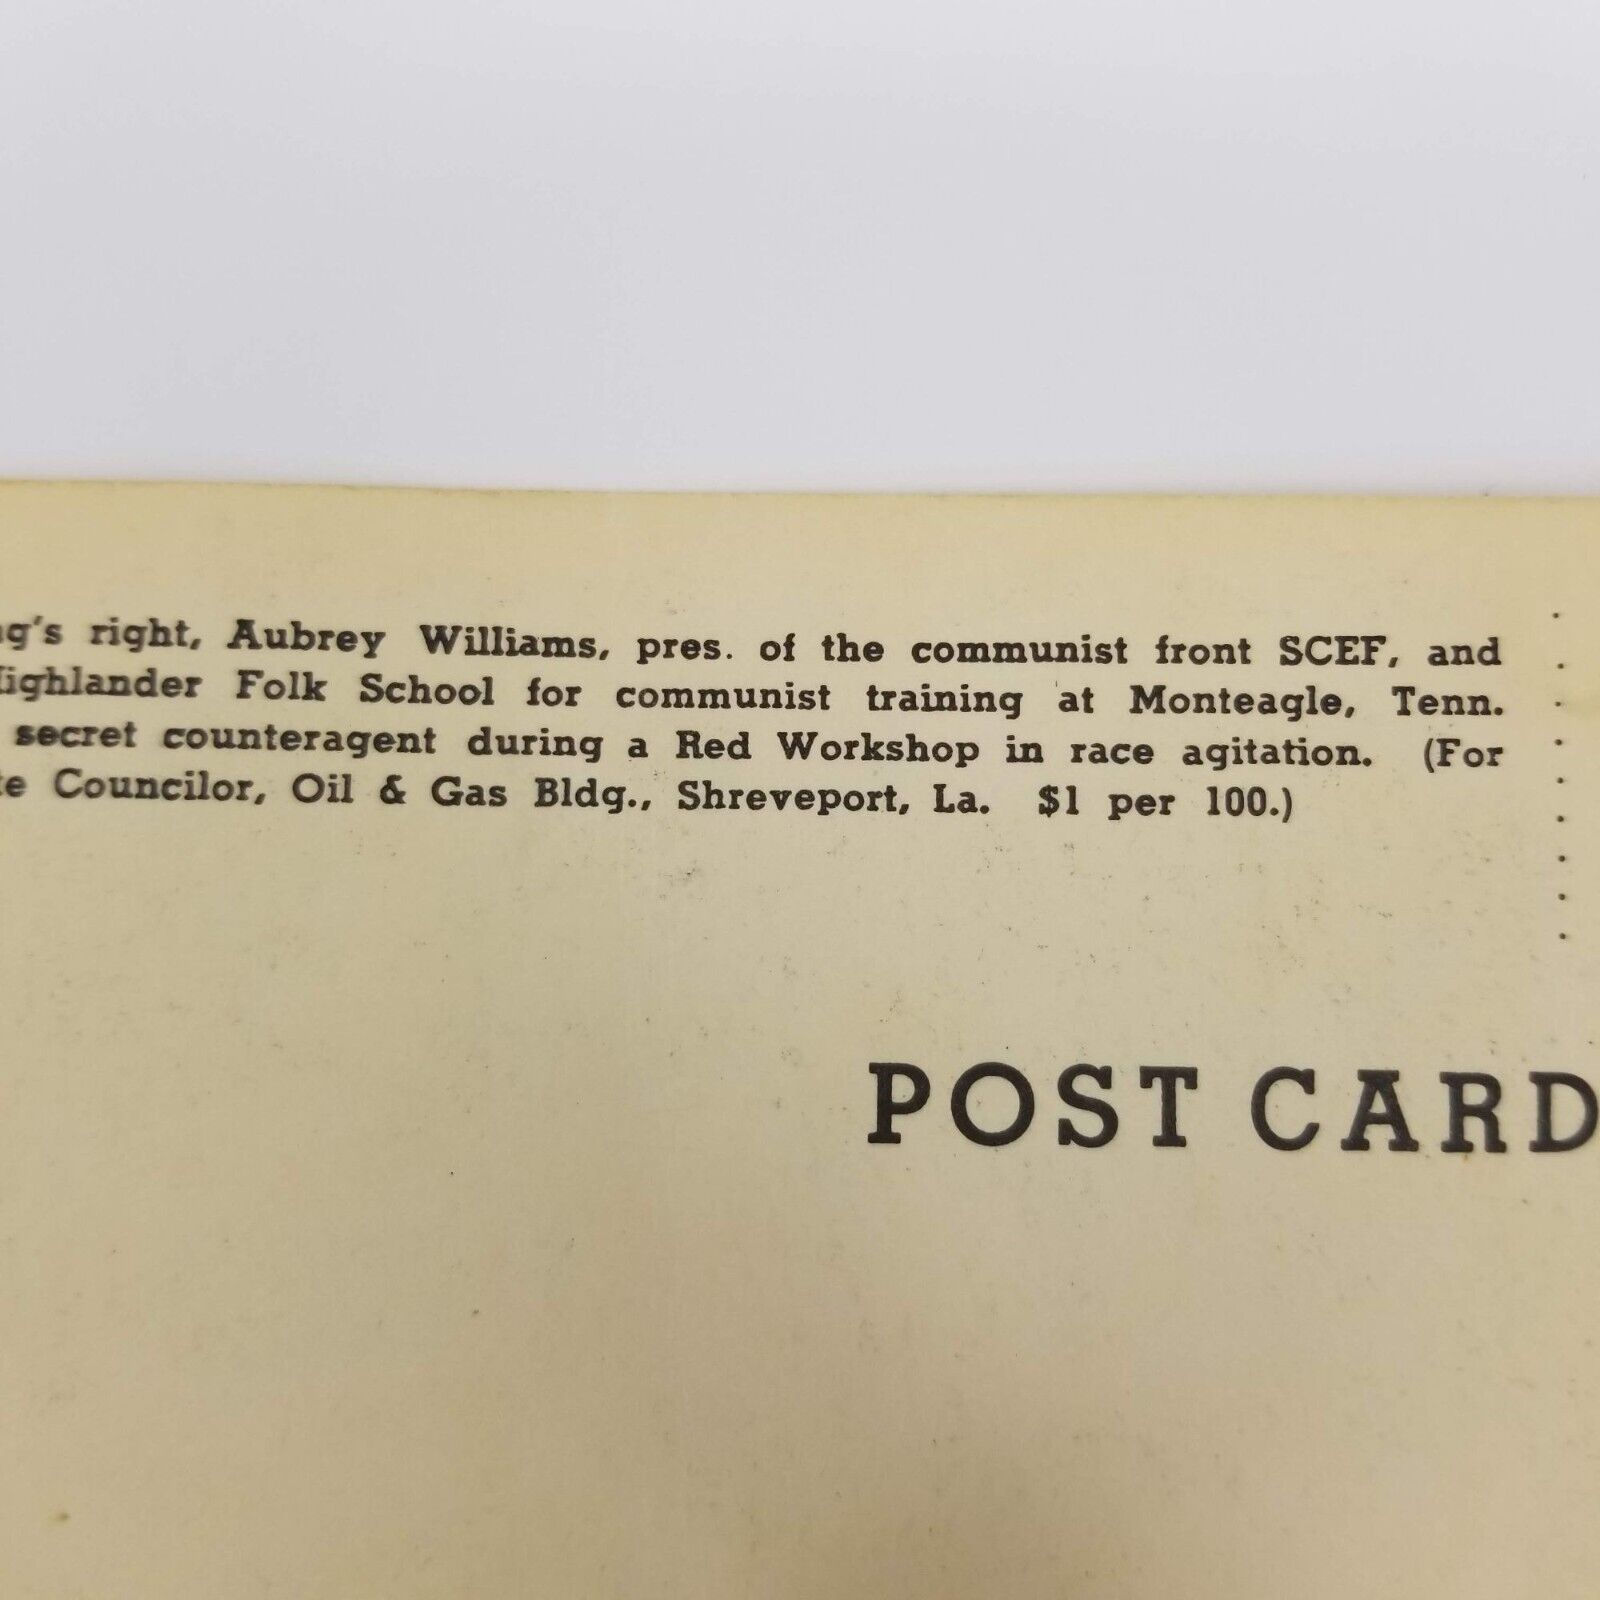 g's right, Aubrey Williams, pres. of the communist front SCEF, and
ighlander Folk School for communist training at Monteagle, Tenn.
secret counteragent during a Red Workshop in race agitation. (For
e Councilor, Oil & Gas Bldg., Shreveport, La. $1 per 100.)
POST CARD